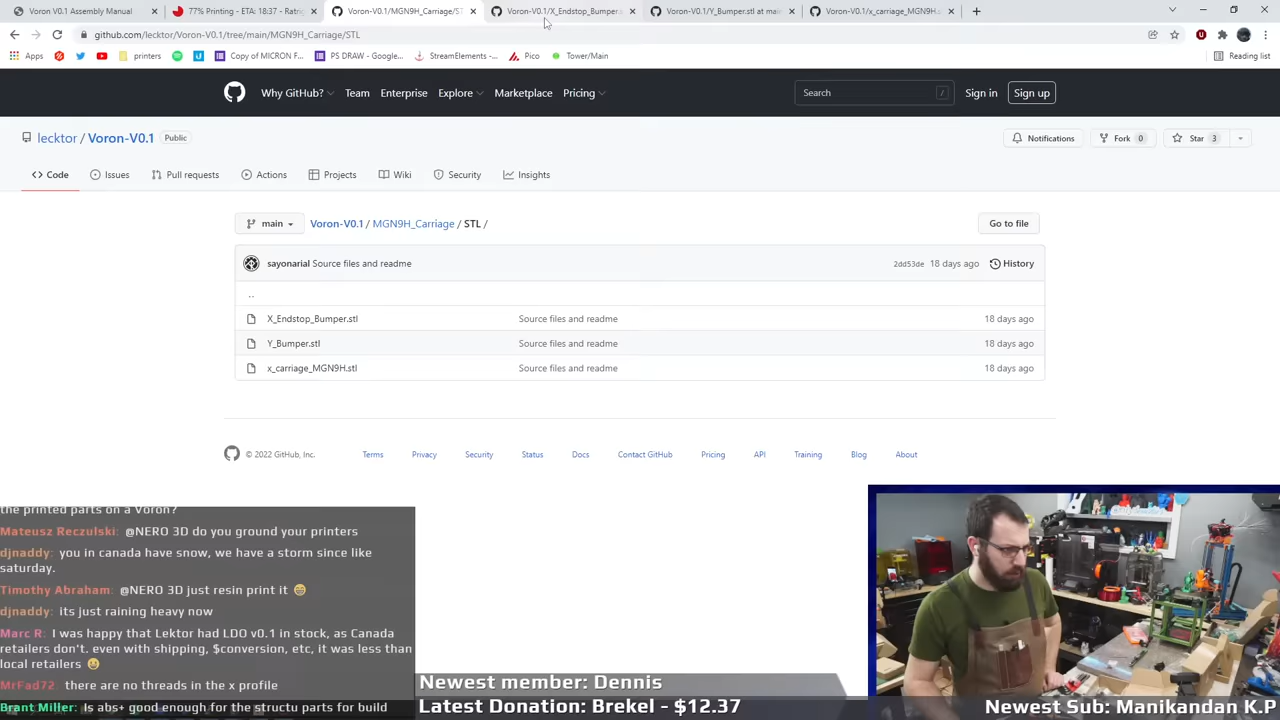 Voron-V0.1 Assembly Manual
77% Printing - ETA: 18:37 - Ratrig
Voron-V0.1/MGN9H_Carriage/ST
Voron-V0.1/X_Endstop_Bumper.s
Voron-V0.1/Y_Bumper.stl at main
Voron-V0.1/x_carriage_MGN9H.s
github.com/lecktor/Voron-V0.1/tree/main/MGN9H_Carriage/STL
Apps
printers
Copy of MICRON F...
PS DRAW - Google...
StreamElements -...
Pico
Tower/Main
Reading list
Why GitHub?
Team
Enterprise
Explore
Marketplace
Pricing
Search
/
Sign in
Sign up
lecktor / Voron-V0.1
Public
Notifications
Fork 0
Star 3
Code
Issues
Pull requests
Actions
Projects
Wiki
Security
Insights
main
Voron-V0.1 / MGN9H_Carriage / STL /
Go to file
sayonarial Source files and readme
2dd53de 18 days ago
History
..
X_Endstop_Bumper.stl Source files and readme 18 days ago
Y_Bumper.stl Source files and readme 18 days ago
x_carriage_MGN9H.stl Source files and readme 18 days ago
© 2022 GitHub, Inc.
Terms
Privacy
Security
Status
Docs
Contact GitHub
Pricing
API
Training
Blog
About
the printed parts on a Voron?
Mateusz Reczulski: @NERO 3D do you ground your printers
djnaddy: you in canada have snow, we have a storm since like
saturday.
Timothy Abraham: @NERO 3D just resin print it 😁
djnaddy: its just raining heavy now
Marc R: I was happy that Lektor had LDO v0.1 in stock, as Canada
retailers don't. even with shipping, $conversion, etc, it was less than
local retailers 😆
MrFad72: there are no threads in the x profile
Brant Miller: Is abs+ good enough for the structu parts for build
Newest member: Dennis
Latest Donation: Brekel - $12.37
Newest Sub: Manikandan K.P